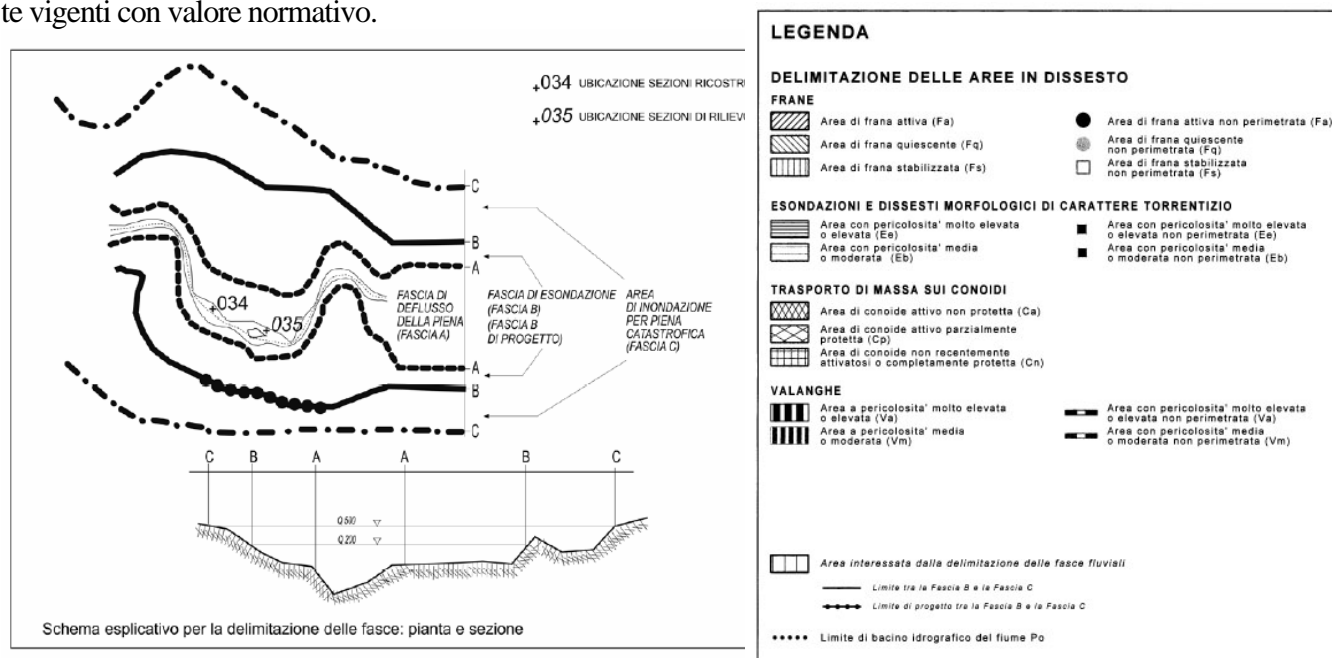 te vigenti con valore normativo.
+034 UBICAZIONE SEZIONI RICOSTR
+035 UBICAZIONE SEZIONI DI RILIEV
C
B
A
+034
+035
FASCIA DI
DEFLUSSO
DELLA PIENA
(FASCIA A)
FASCIA DI ESONDAZIONE
(FASCIA B)
(FASCIA B
DI PROGETTO)
AREA
DI INONDAZIONE
PER PIENA
CATASTROFICA
(FASCIA C)
A
B
C
C B A A B C
Q 500
Q 200
Schema esplicativo per la delimitazione delle fasce: pianta e sezione
LEGENDA
DELIMITAZIONE DELLE AREE IN DISSESTO
FRANE
Area di frana attiva (Fa)
Area di frana quiescente (Fq)
Area di frana stabilizzata (Fs)
Area di frana attiva non perimetrata (Fa)
Area di frana quiescente
non perimetrata (Fq)
Area di frana stabilizzata
non perimetrata (Fs)
ESONDAZIONI E DISSESTI MORFOLOGICI DI CARATTERE TORRENTIZIO
Area con pericolosita' molto elevata
o elevata (Ee)
Area con pericolosita' media
o moderata (Eb)
Area con pericolosita' molto elevata
o elevata non perimetrata (Ee)
Area con pericolosita' media
o moderata non perimetrata (Eb)
TRASPORTO DI MASSA SUI CONOIDI
Area di conoide attivo non protetta (Ca)
Area di conoide attivo parzialmente
protetta (Cp)
Area di conoide non recentemente
attivatosi o completamente protetta (Cn)
VALANGHE
Area a pericolosita' molto elevata
o elevata (Va)
Area a pericolosita' media
o moderata (Vm)
Area con pericolosita' molto elevata
o elevata non perimetrata (Va)
Area con pericolosita' media
o moderata non perimetrata (Vm)
Area interessata dalla delimitazione delle fasce fluviali
Limite tra la Fascia B e la Fascia C
Limite di progetto tra la Fascia B e la Fascia C
Limite di bacino idrografico del fiume Po